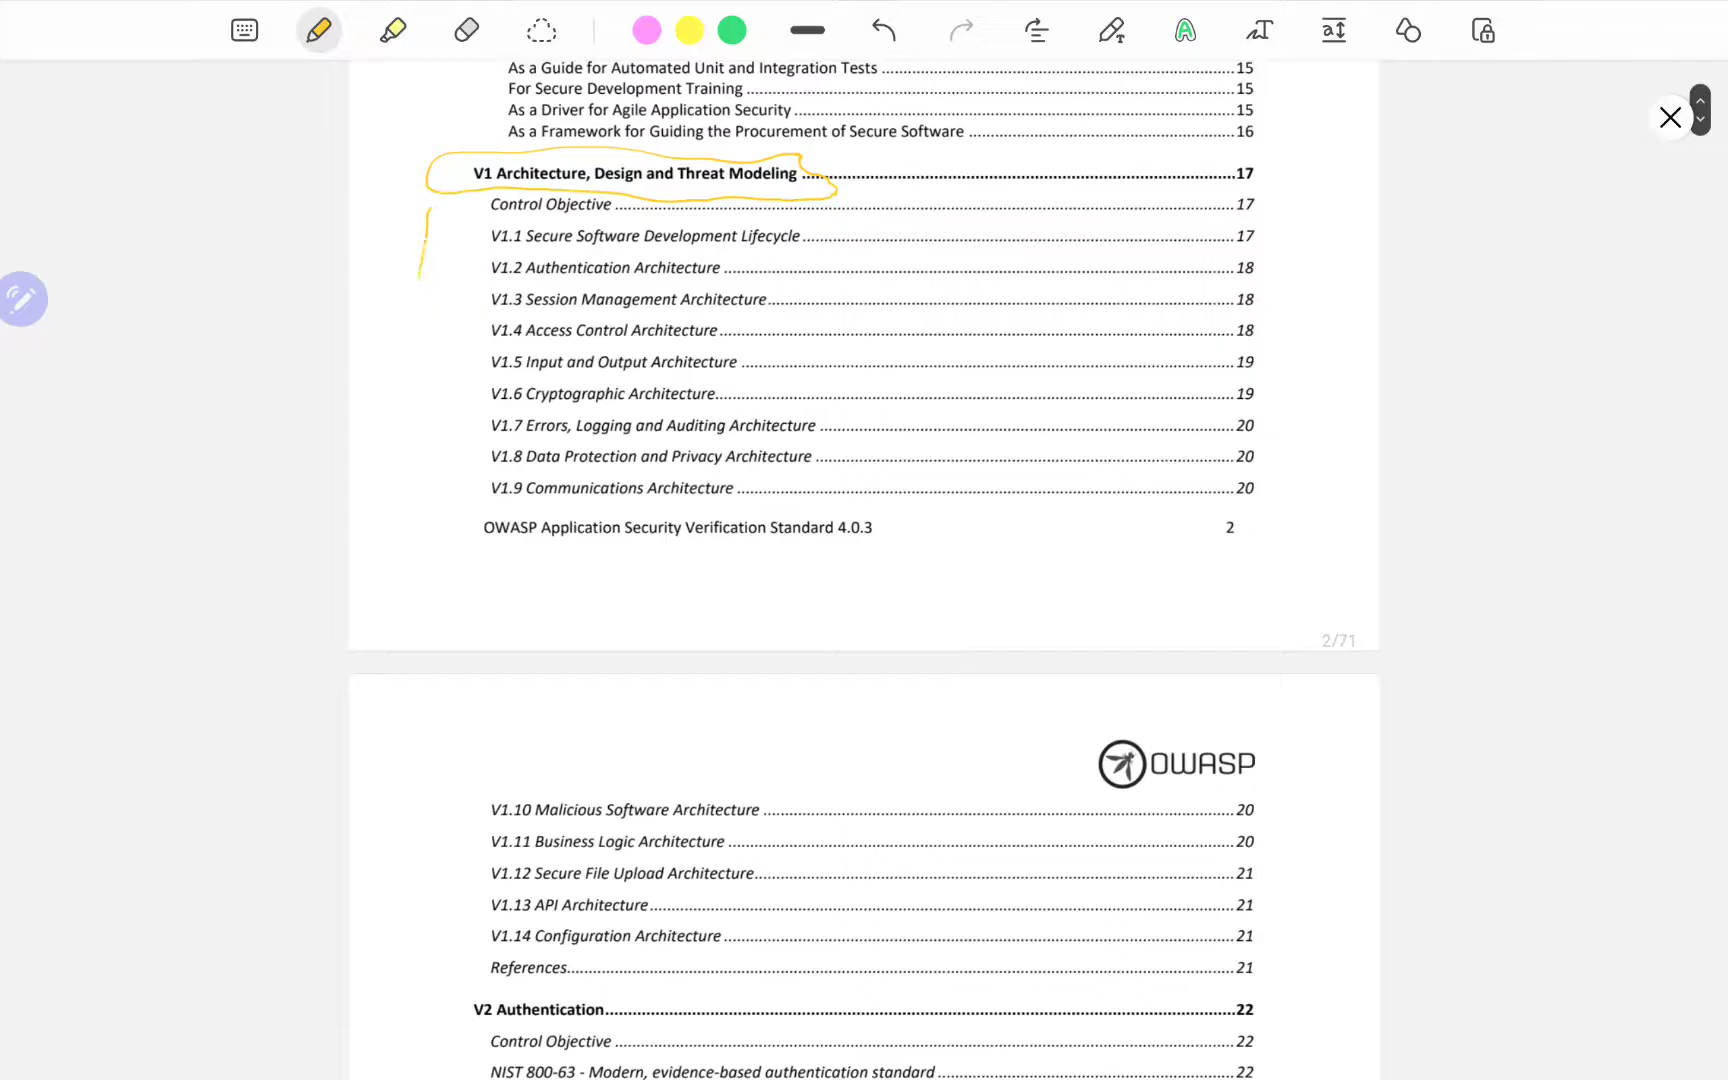 As a Guide for Automated Unit and Integration Tests ........ 15
For Secure Development Training ........ 15
As a Driver for Agile Application Security ........ 15
As a Framework for Guiding the Procurement of Secure Software ........ 16
V1 Architecture, Design and Threat Modeling ........ 17
Control Objective ........ 17
V1.1 Secure Software Development Lifecycle ........ 17
V1.2 Authentication Architecture ........ 18
V1.3 Session Management Architecture ........ 18
V1.4 Access Control Architecture ........ 18
V1.5 Input and Output Architecture ........ 19
V1.6 Cryptographic Architecture ........ 19
V1.7 Errors, Logging and Auditing Architecture ........ 20
V1.8 Data Protection and Privacy Architecture ........ 20
V1.9 Communications Architecture ........ 20
OWASP Application Security Verification Standard 4.0.3 2
2/71
OWASP
V1.10 Malicious Software Architecture ........ 20
V1.11 Business Logic Architecture ........ 20
V1.12 Secure File Upload Architecture ........ 21
V1.13 API Architecture ........ 21
V1.14 Configuration Architecture ........ 21
References ........ 21
V2 Authentication ........ 22
Control Objective ........ 22
NIST 800-63 - Modern, evidence-based authentication standard ........ 22